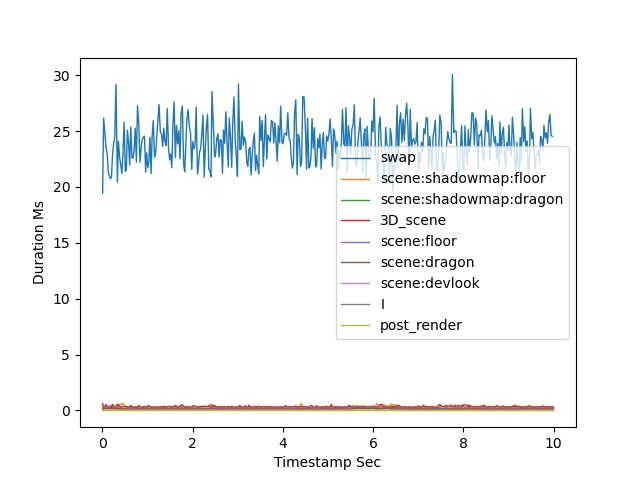 30
25
20
15
10
5
0
Duration Ms
swap
scene:shadowmap:floor
scene:shadowmap:dragon
3D_scene
scene:floor
scene:dragon
scene:devlook
I
post_render
0 2 4 6 8 10
Timestamp Sec